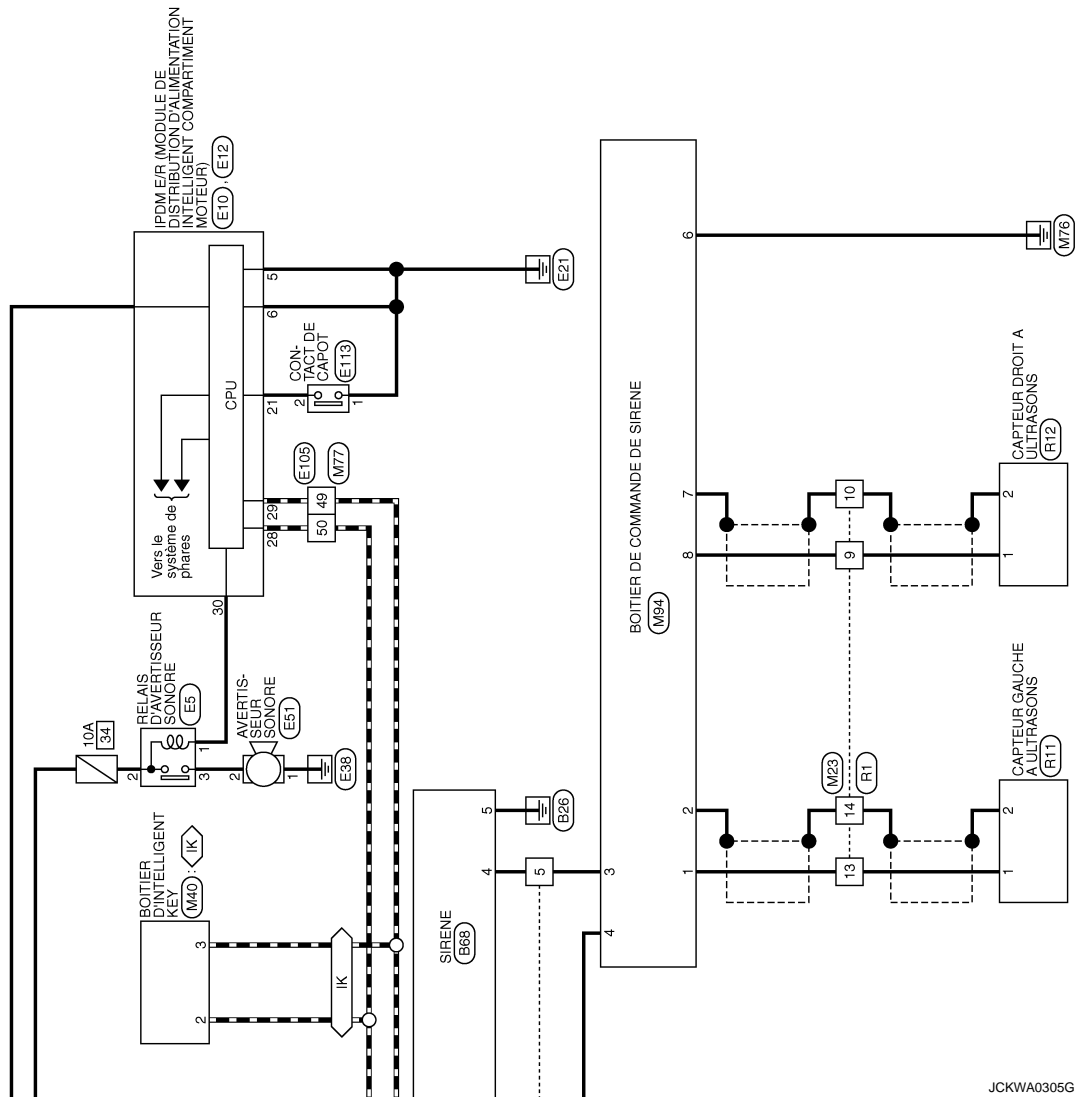 IPDM E/R (MODULE DE
DISTRIBUTION D'ALIMENTATION
INTELLIGENT COMPARTIMENT
MOTEUR)
E10 , E12
CPU
Vers le
système de
phares
5
6
21
29
28
30
E21
CON-
TACT DE
CAPOT
E113
2
1
E105
M77
49
50
10A
34
RELAIS
D'AVERTISSEUR
SONORE
E5
2
1
3
AVERTIS-
SEUR
SONORE
E51
2
1
E38
BOITIER
D'INTELLIGENT
KEY
M40 : IK
3
2
IK
SIRENE
B68
5
4
B26
5
BOITIER DE COMMANDE DE SIRENE
M94
6
7
8
2
1
3
4
M76
10
9
M23
R1
14
13
CAPTEUR DROIT A
ULTRASONS
R12
2
1
CAPTEUR GAUCHE
A ULTRASONS
R11
2
1
JCKWA0305G